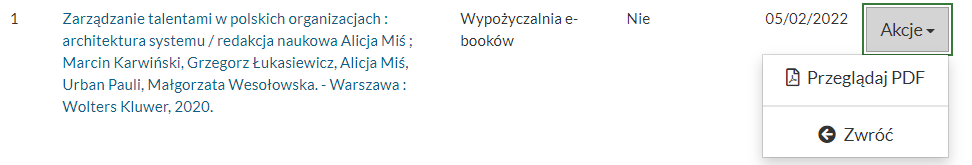 1 Zarządzanie talentami w polskich organizacjach : Wypożyczalnia e- Nie 05/02/2022 Akcje
architektura systemu / redakcja naukowa Alicja Miś ; booków
Marcin Karwiński, Grzegorz Łukasiewicz, Alicja Miś,
Urban Pauli, Małgorzata Wesołowska. - Warszawa : Przeglądaj PDF
Wolters Kluwer, 2020.
Zwróć